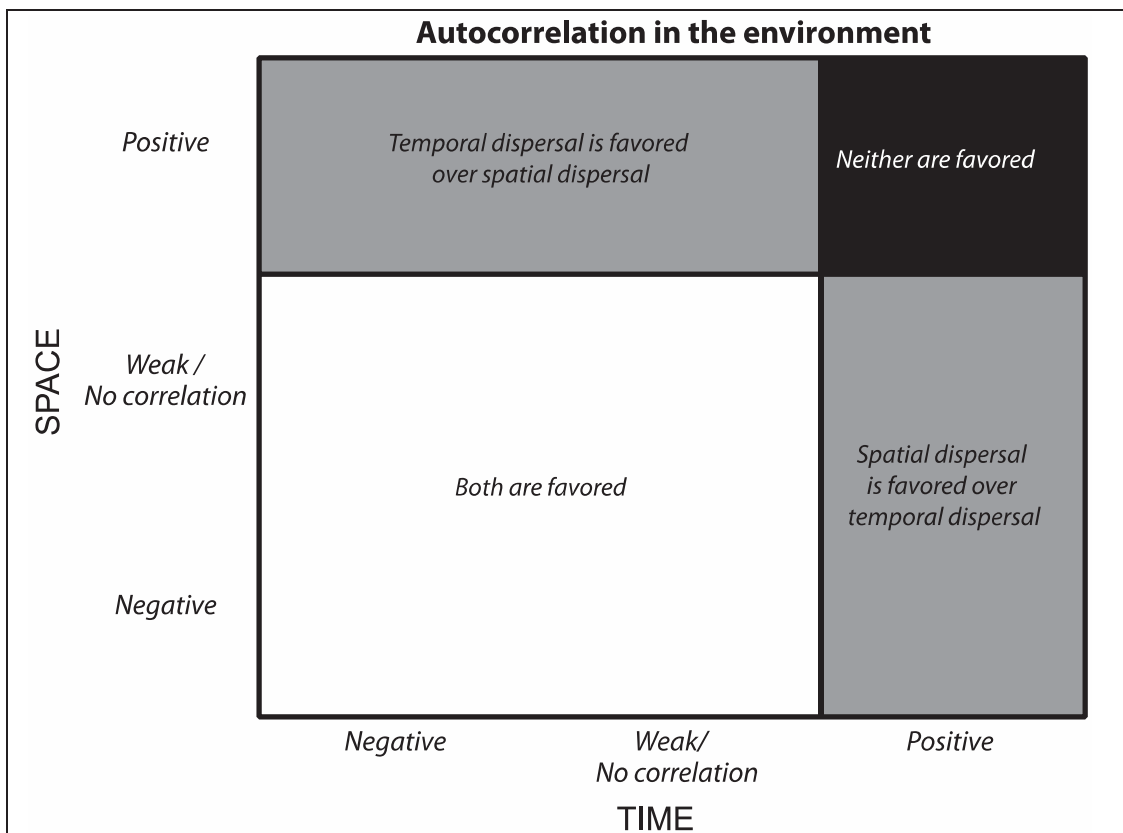 Autocorrelation in the environment
Positive
Temporal dispersal is favored
over spatial dispersal
Neither are favored
SPACE
Weak /
No correlation
Both are favored
Spatial dispersal
is favored over
temporal dispersal
Negative
Negative
Weak/
No correlation
Positive
TIME